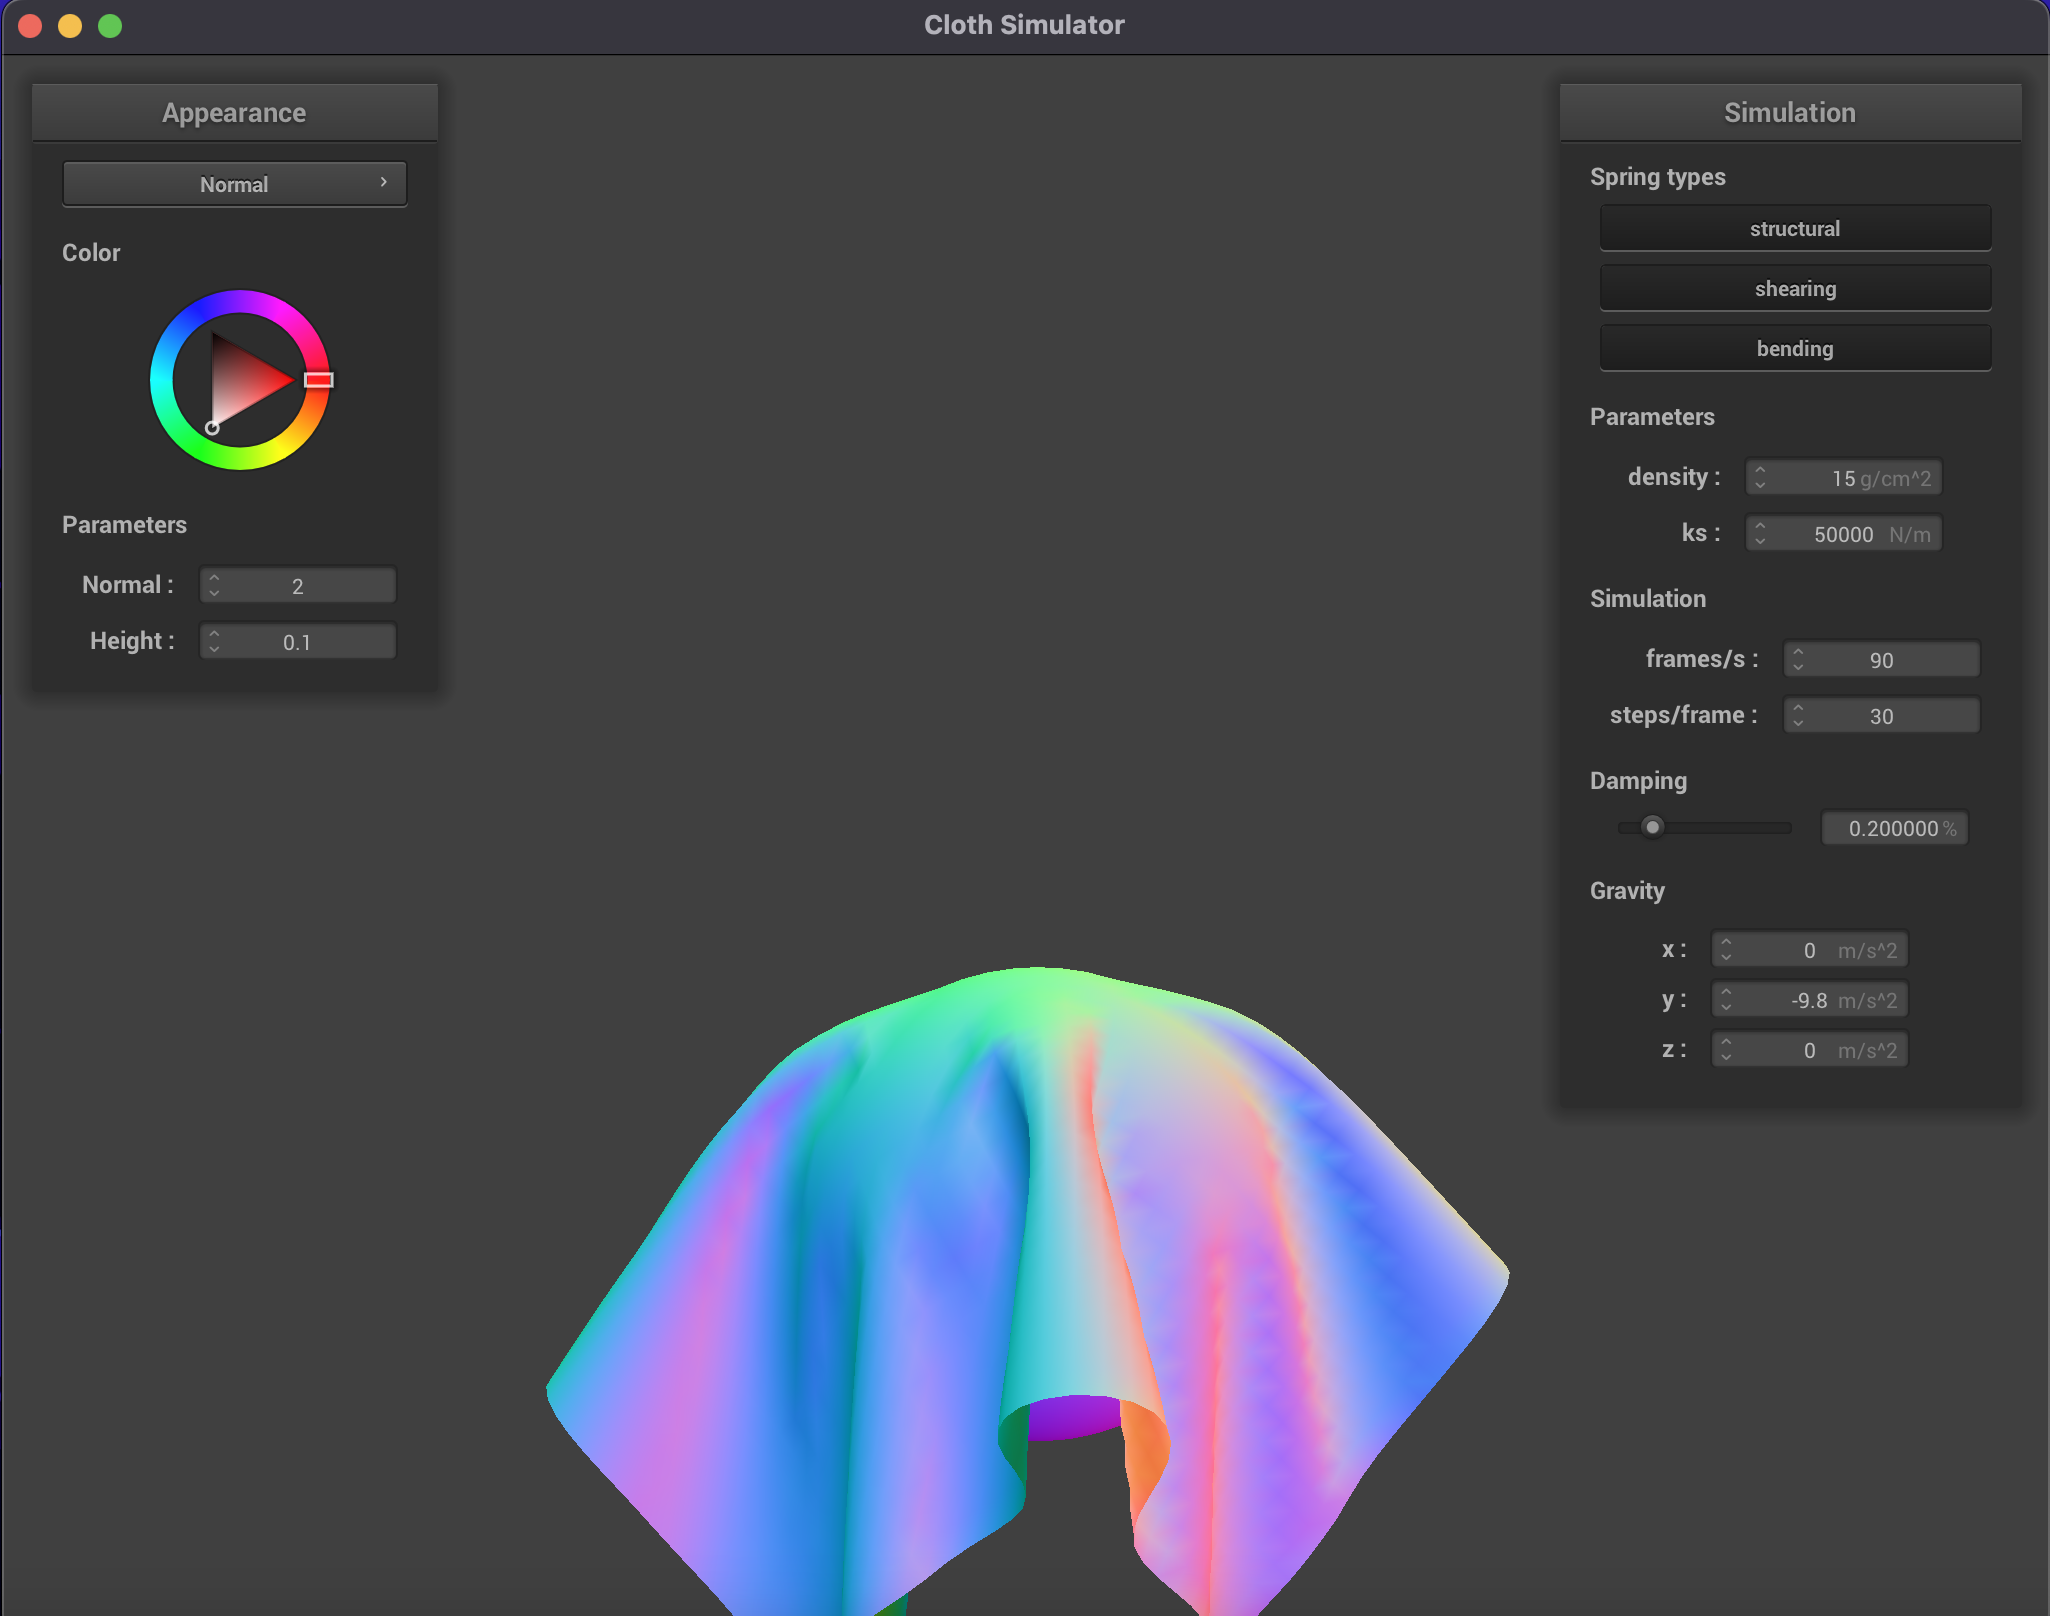 Cloth Simulator
Appearance
Normal
Color
Parameters
Normal : 2
Height : 0.1
Simulation
Spring types
structural
shearing
bending
Parameters
density : 15 g/cm^2
ks : 50000 N/m
Simulation
frames/s : 90
steps/frame : 30
Damping
0.200000 %
Gravity
x : 0 m/s^2
y : -9.8 m/s^2
z : 0 m/s^2